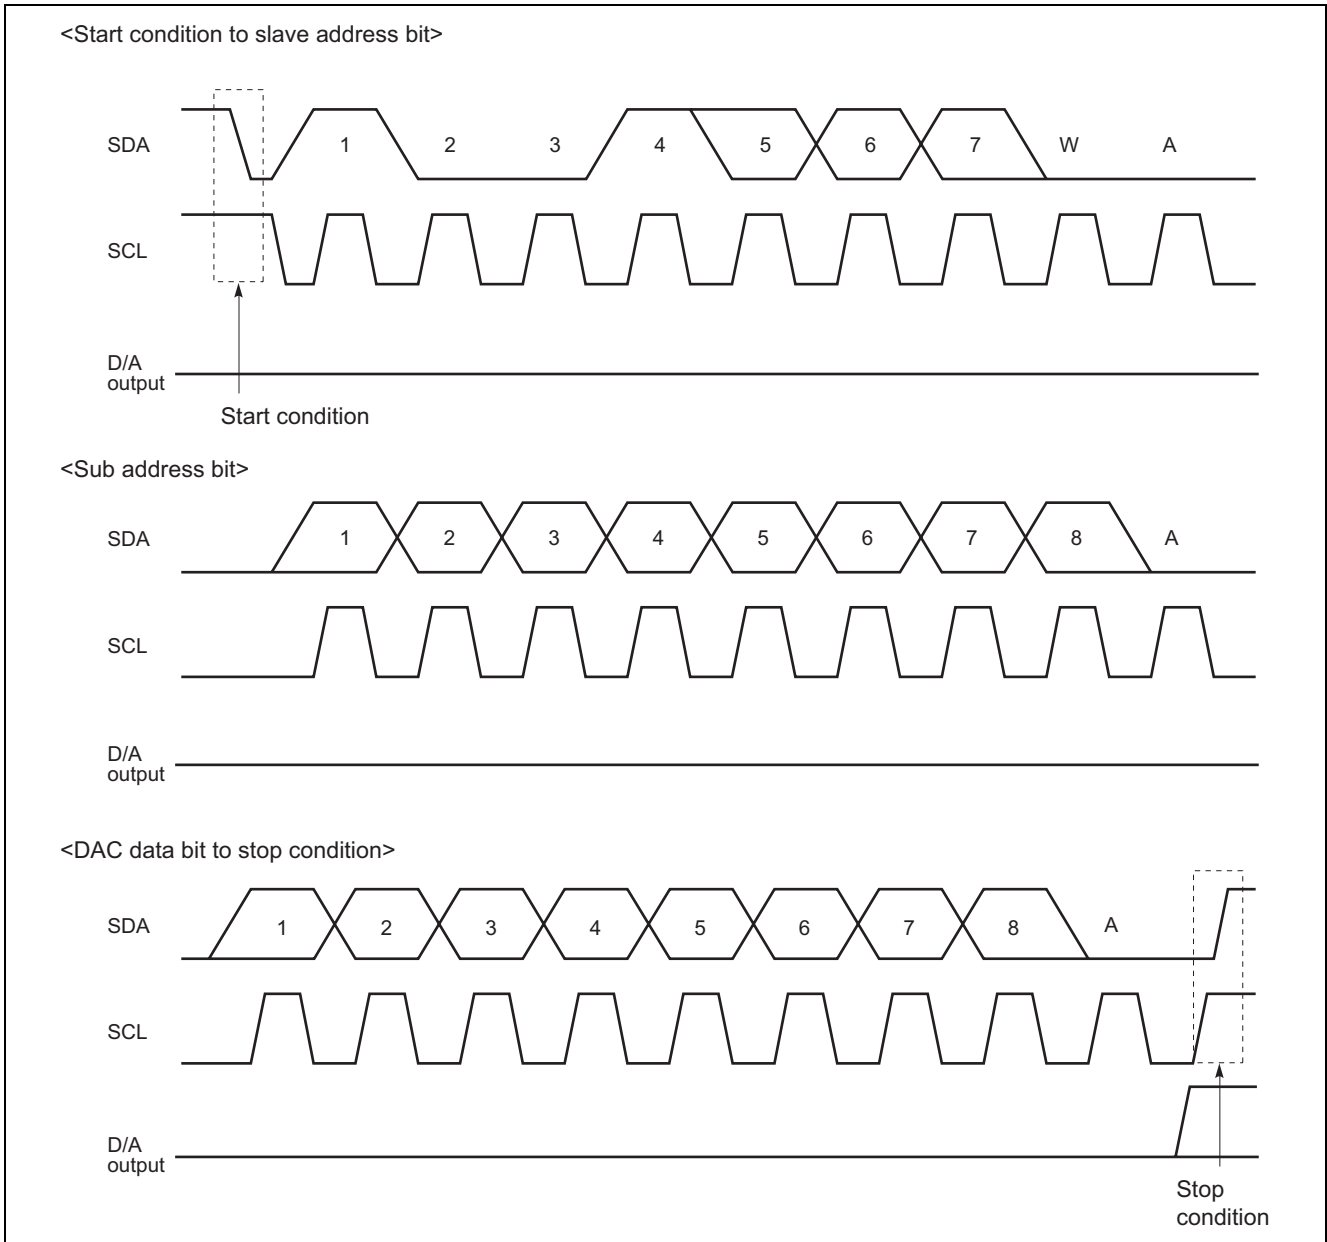 <Start condition to slave address bit>
SDA 1 2 3 4 5 6 7 W A
SCL
D/A
output
Start condition
<Sub address bit>
SDA 1 2 3 4 5 6 7 8 A
SCL
D/A
output
<DAC data bit to stop condition>
SDA 1 2 3 4 5 6 7 8 A
SCL
D/A
output
Stop
condition